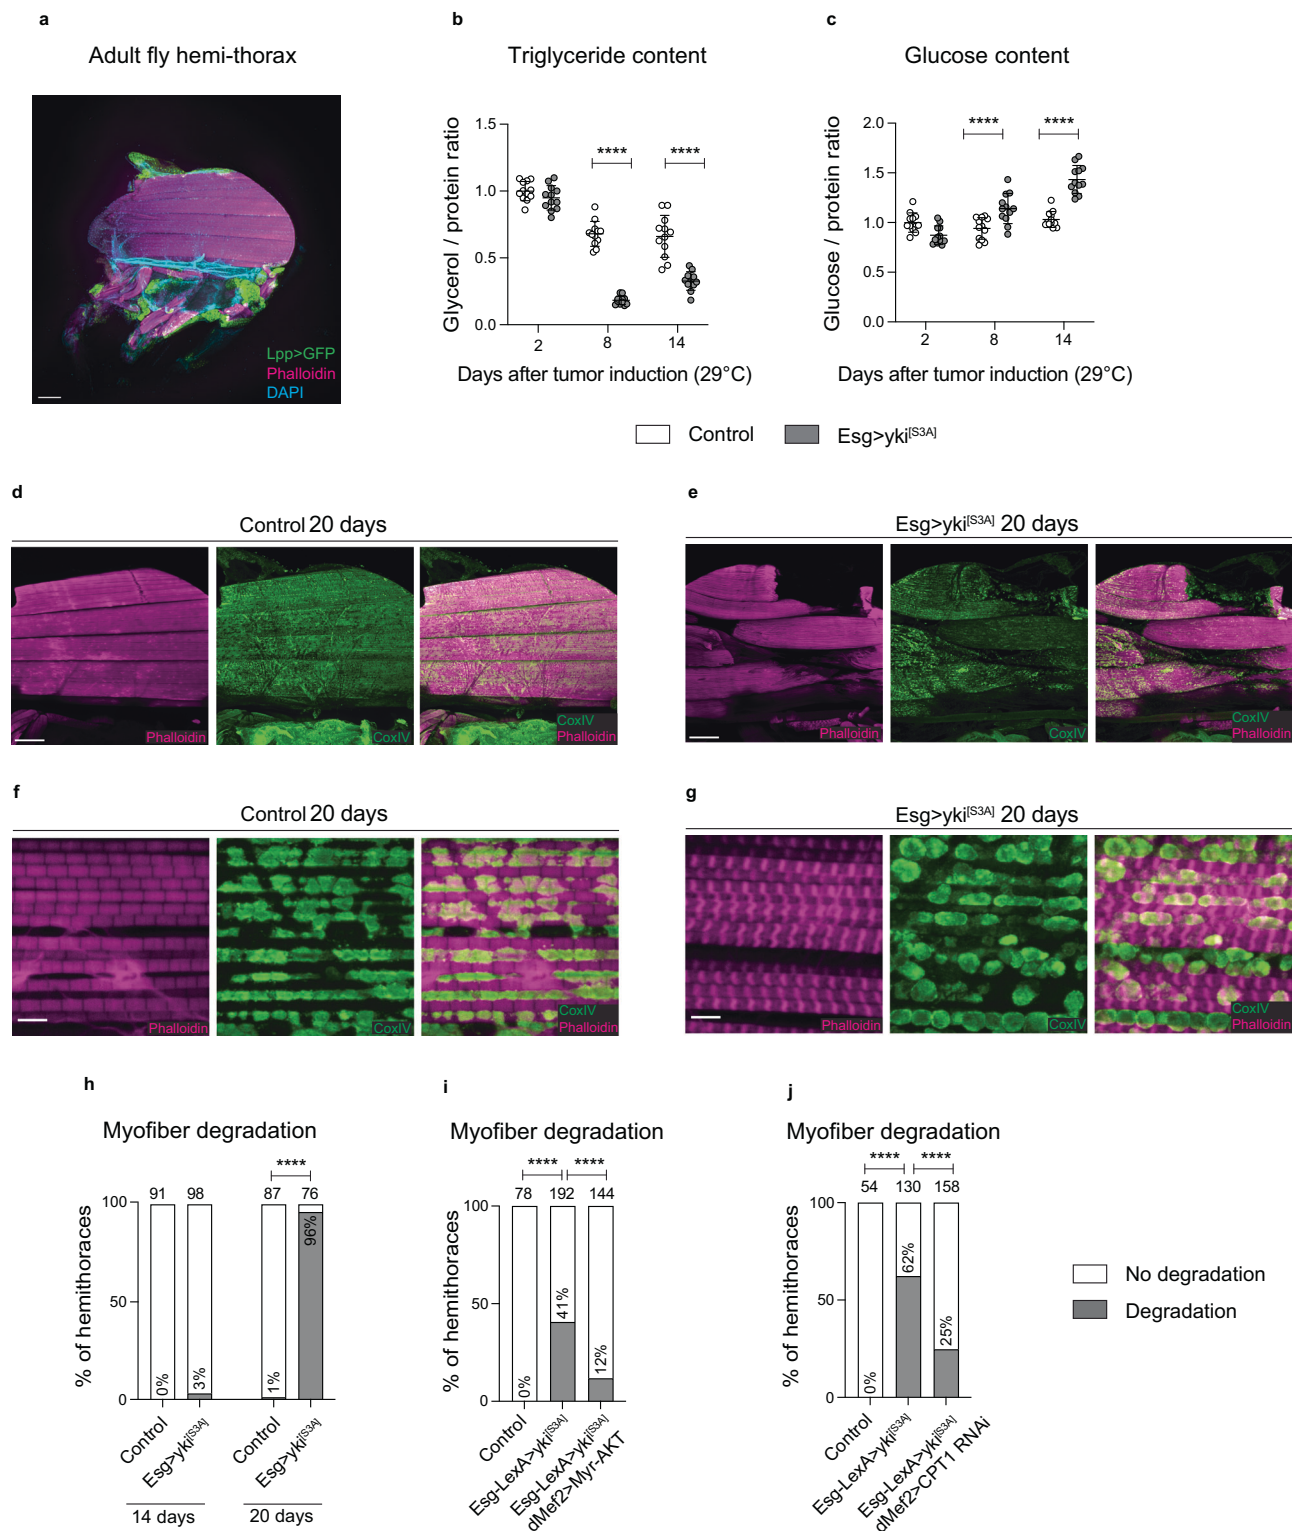 a
Adult fly hemi-thorax
Lpp>GFP
Phalloidin
DAPI
b
Triglyceride content
Glycerol / protein ratio
1.5
1.0
0.5
0.0
**** ****
2 8 14
Days after tumor induction (29°C)
c
Glucose content
Glucose / protein ratio
2.0
1.5
1.0
0.5
0.0
**** ****
2 8 14
Days after tumor induction (29°C)
Control Esg>yki[S3A]
d
Control 20 days
Phalloidin
CoxIV
CoxIV
Phalloidin
e
Esg>yki[S3A] 20 days
Phalloidin
CoxIV
CoxIV
Phalloidin
f
Control 20 days
Phalloidin
CoxIV
CoxIV
Phalloidin
g
Esg>yki[S3A] 20 days
Phalloidin
CoxIV
CoxIV
Phalloidin
h
Myofiber degradation
% of hemithoraces
****
91 98 87 76
100
50
0
0% 3% 1% 96%
Control
Esg>yki[S3A]
Control
Esg>yki[S3A]
14 days 20 days
i
Myofiber degradation
% of hemithoraces
**** ****
78 192 144
100
50
0
0% 41% 12%
Control
Esg-LexA>yki[S3A]
Esg-LexA>yki[S3A]
dMef2>Myr-AKT
j
Myofiber degradation
% of hemithoraces
**** ****
54 130 158
100
50
0
0% 62% 25%
Control
Esg-LexA>yki[S3A]
Esg-LexA>yki[S3A]
dMef2>CPT1 RNAi
No degradation
Degradation